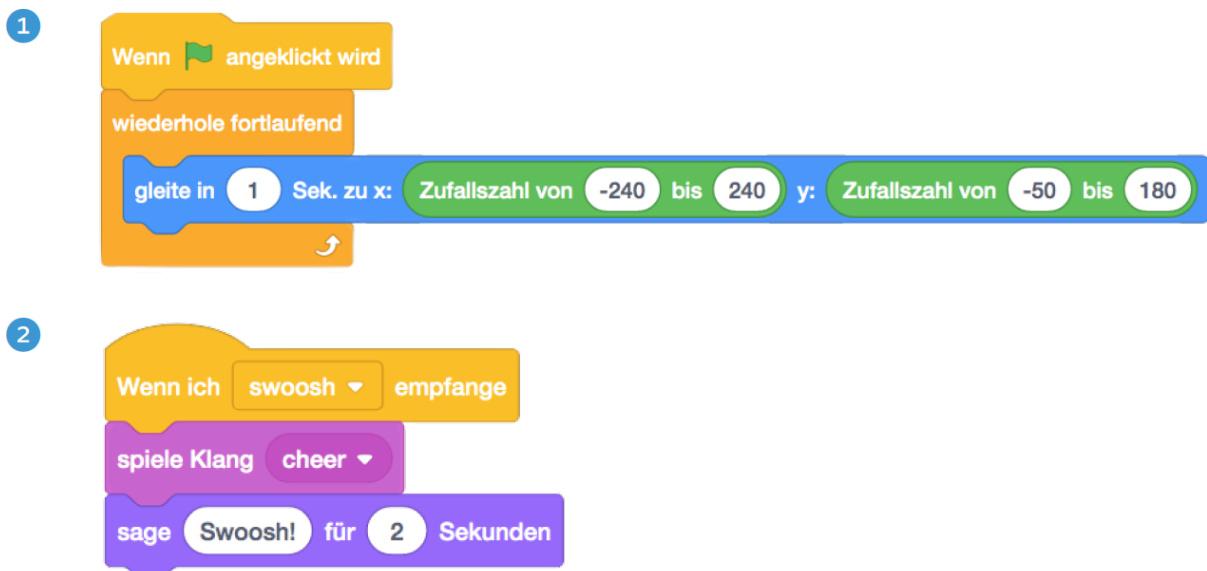 1
Wenn angeklickt wird
wiederhole fortlaufend
gleite in 1 Sek. zu x: Zufallszahl von -240 bis 240 y: Zufallszahl von -50 bis 180
2
Wenn ich swoosh empfange
spiele Klang cheer
sage Swoosh! für 2 Sekunden